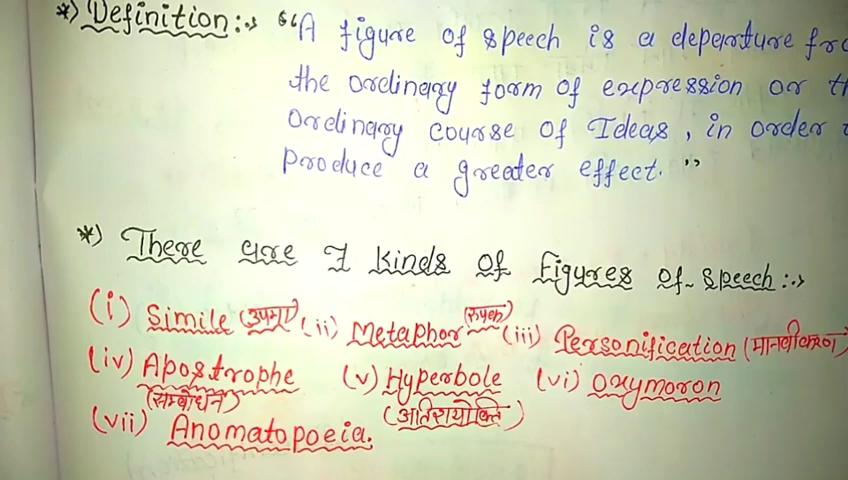 *) Definition:- "A figure of speech is a departure fro
the ordinary form of expression or th
ordinary course of Ideas, in order
produce a greater effect."
*) There are 7 kinds of Figures of speech:-
(i) Simile (उपमा) (ii) Metaphor (रुपक) (iii) Personification (मानवीकरण)
(iv) Apostrophe (सम्बोधन) (v) Hyperbole (अतिशयोक्ति) (vi) Oxymoron
(vii) Anomatopoeia.